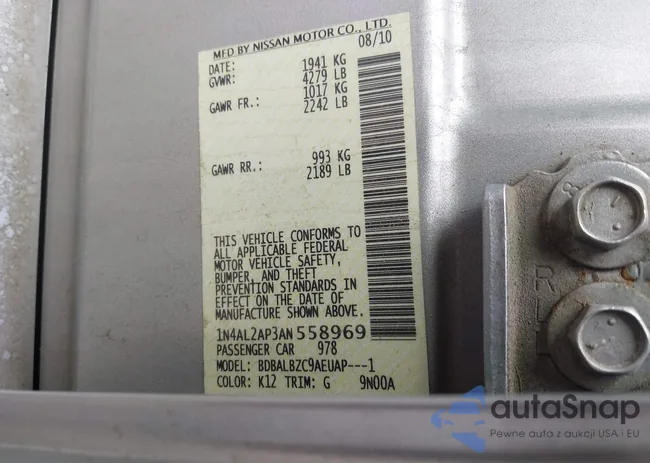 MFD BY NISSAN MOTOR CO., LTD.
DATE: 08/10
GVWR: 1941 KG
4279 LB
GAWR FR.: 1017 KG
2242 LB
GAWR RR.: 993 KG
2189 LB
THIS VEHICLE CONFORMS TO
ALL APPLICABLE FEDERAL
MOTOR VEHICLE SAFETY,
BUMPER, AND THEFT
PREVENTION STANDARDS IN
EFFECT ON THE DATE OF
MANUFACTURE SHOWN ABOVE.
1N4AL2AP3AN558969
PASSENGER CAR 978
MODEL: BDBALBZC9AEUAP---1
COLOR: K12 TRIM: G 9N00A
8
R
L
autaSnap
Pewne auta z aukcji USA i EU